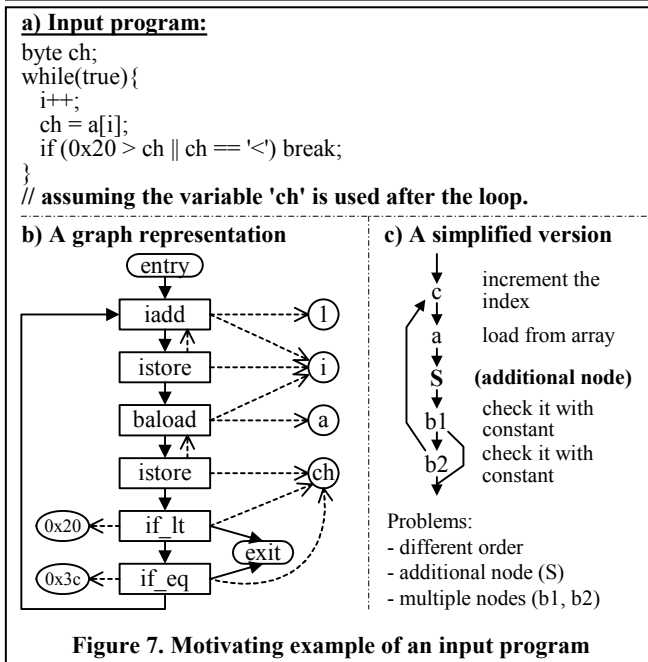 a) Input program:
byte ch;
while(true){
i++;
ch = a[i];
if (0x20 > ch || ch == '<') break;
}
// assuming the variable 'ch' is used after the loop.
b) A graph representation
entry
iadd
1
istore
i
baload
a
istore
ch
0x20
if_lt
exit
0x3c
if_eq
c) A simplified version
c
increment the
index
a
load from array
S
(additional node)
b1
check it with
constant
b2
check it with
constant
Problems:
- different order
- additional node (S)
- multiple nodes (b1, b2)
Figure 7. Motivating example of an input program